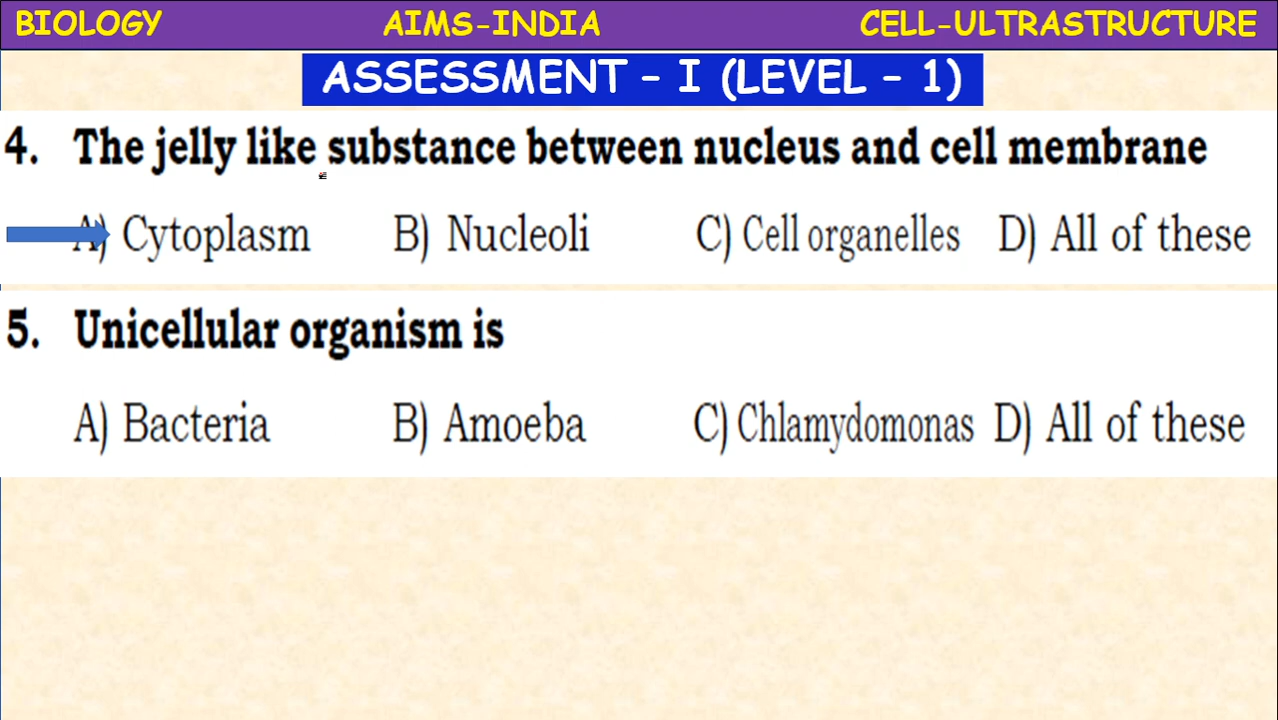 BIOLOGY AIMS-INDIA CELL-ULTRASTRUCTURE
ASSESSMENT – I (LEVEL – 1)
4. The jelly like substance between nucleus and cell membrane
A) Cytoplasm B) Nucleoli C) Cell organelles D) All of these
5. Unicellular organism is
A) Bacteria B) Amoeba C) Chlamydomonas D) All of these